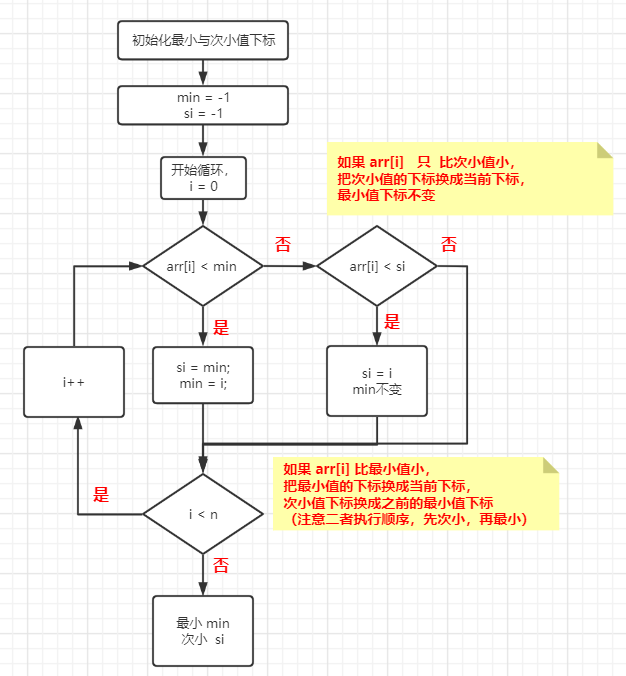 初始化最小与次小值下标
min = -1
si = -1
开始循环，
i = 0
如果 arr[i] 只 比次小值小，
把次小值的下标换成当前下标，
最小值下标不变
arr[i] < min
否
arr[i] < si
否
是
是
i++
si = min;
min = i;
si = i
min不变
如果 arr[i] 比最小值小，
把最小值的下标换成当前下标，
次小值下标换成之前的最小值下标
（注意二者执行顺序，先次小，再最小）
是
i < n
否
最小 min
次小 si